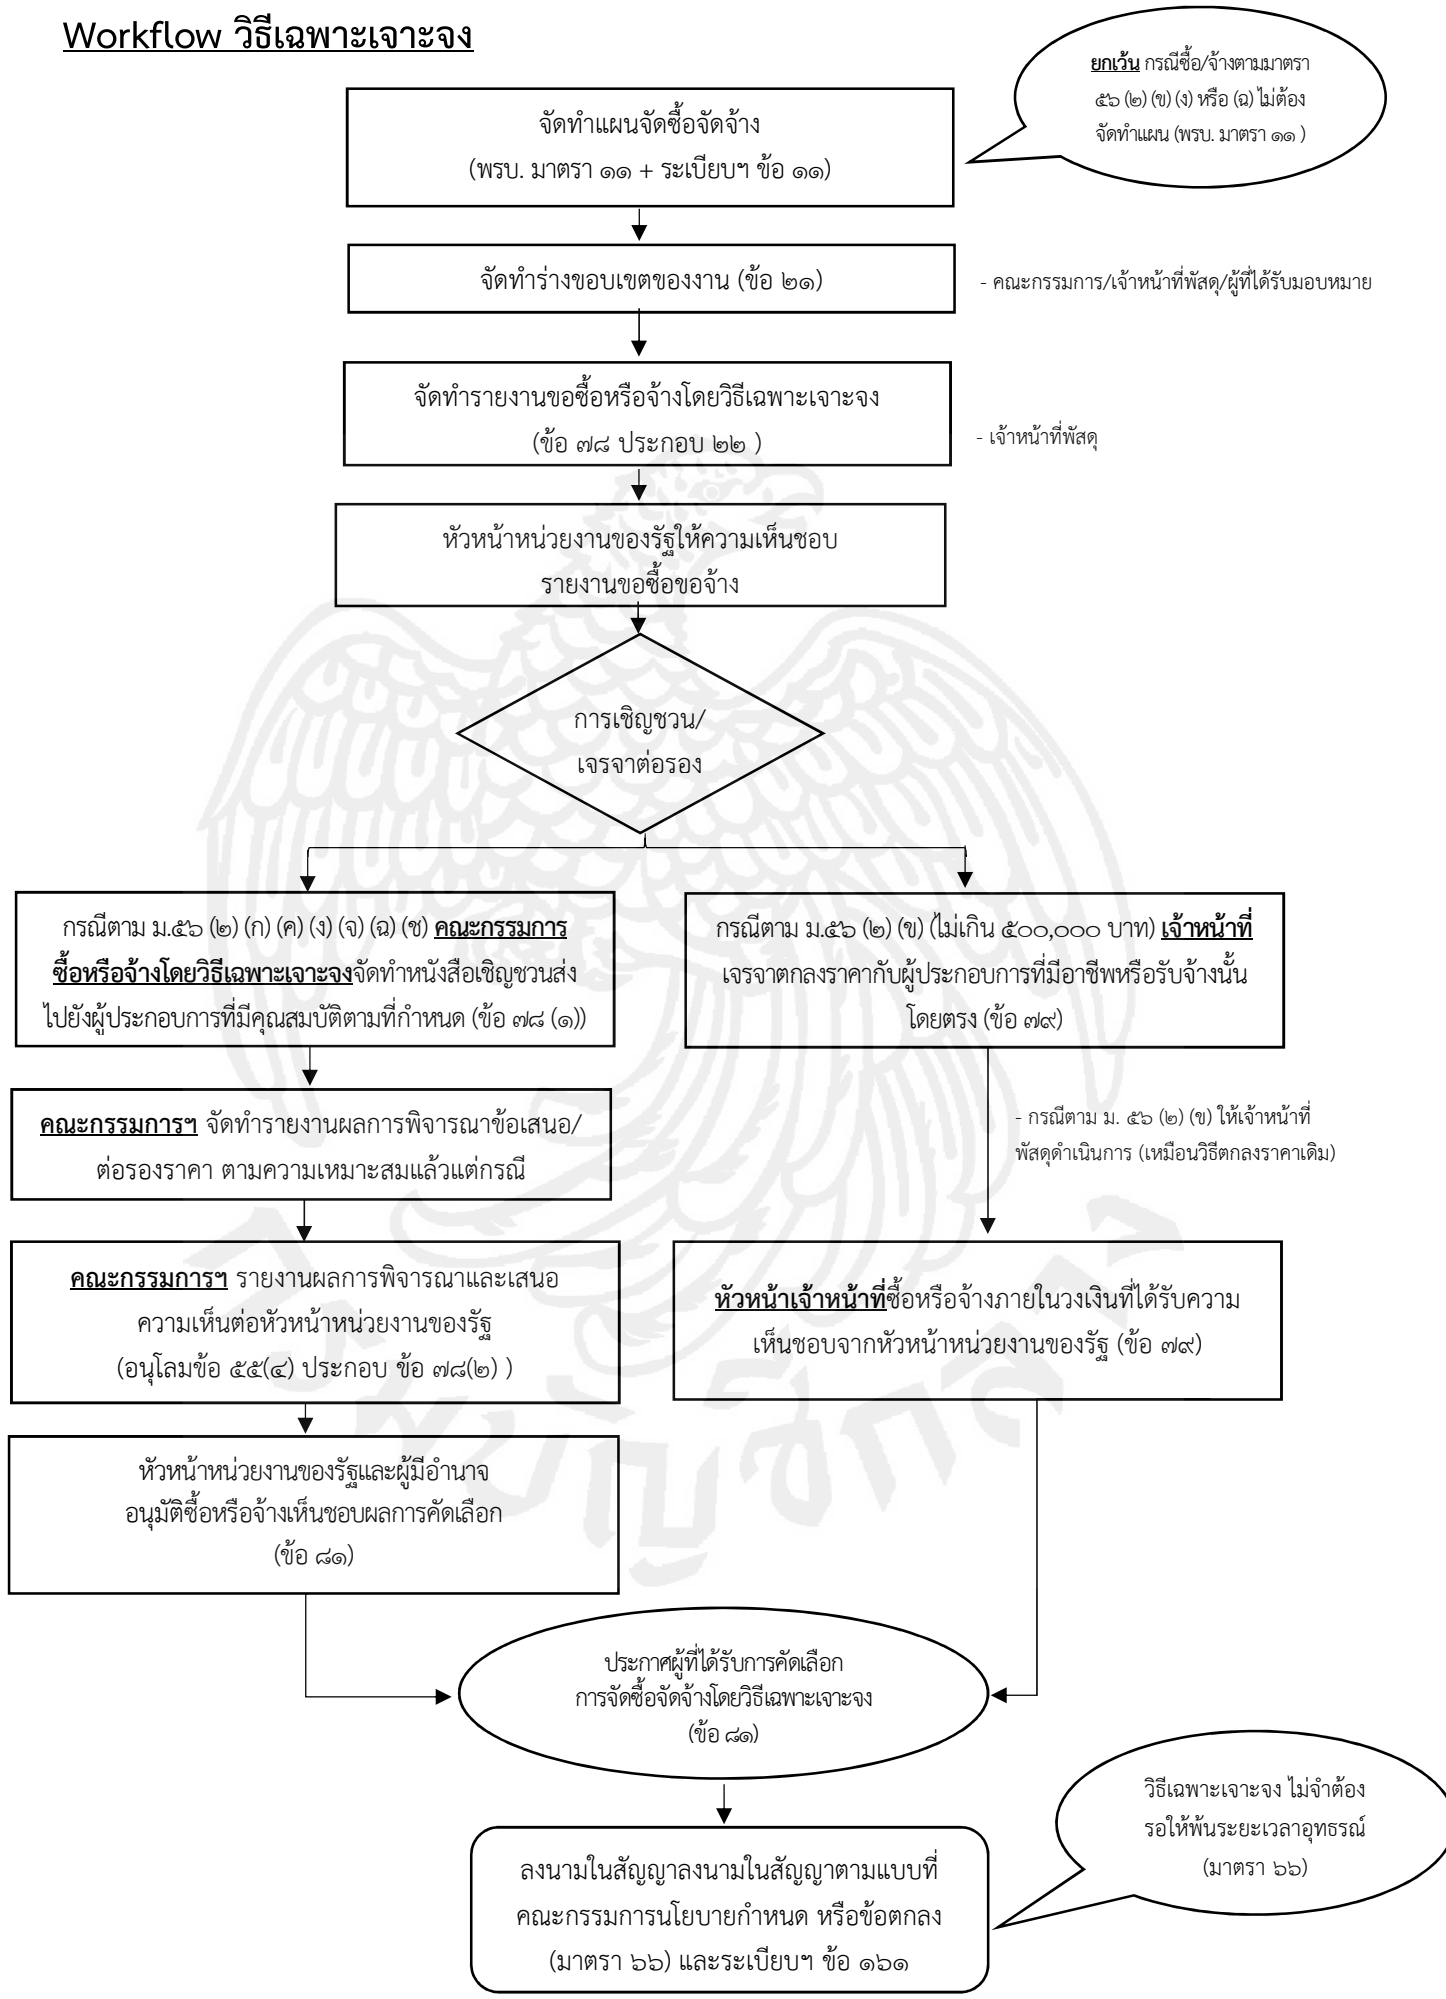 Workflow วิธีเฉพาะเจาะจง
ยกเว้น กรณีซื้อ/จ้างตามมาตรา
๕๖ (๒) (ข) (ง) หรือ (ฉ) ไม่ต้อง
จัดทำแผน (พรบ. มาตรา ๑๑ )
จัดทำแผนจัดซื้อจัดจ้าง
(พรบ. มาตรา ๑๑ + ระเบียบฯ ข้อ ๑๑)
จัดทำร่างขอบเขตของงาน (ข้อ ๒๑)
- คณะกรรมการ/เจ้าหน้าที่พัสดุ/ผู้ที่ได้รับมอบหมาย
จัดทำรายงานขอซื้อหรือจ้างโดยวิธีเฉพาะเจาะจง
(ข้อ ๗๘ ประกอบ ๒๒ )
- เจ้าหน้าที่พัสดุ
หัวหน้าหน่วยงานของรัฐให้ความเห็นชอบ
รายงานขอซื้อขอจ้าง
การเชิญชวน/
เจรจาต่อรอง
กรณีตาม ม.๕๖ (๒) (ก) (ค) (ง) (จ) (ฉ) (ช) คณะกรรมการ
ซื้อหรือจ้างโดยวิธีเฉพาะเจาะจงจัดทำหนังสือเชิญชวนส่ง
ไปยังผู้ประกอบการที่มีคุณสมบัติตามที่กำหนด (ข้อ ๗๘ (๑))
กรณีตาม ม.๕๖ (๒) (ข) (ไม่เกิน ๕๐๐,๐๐๐ บาท) เจ้าหน้าที่
เจรจาตกลงราคากับผู้ประกอบการที่มีอาชีพหรือรับจ้างนั้น
โดยตรง (ข้อ ๗๙)
คณะกรรมการฯ จัดทำรายงานผลการพิจารณาข้อเสนอ/
ต่อรองราคา ตามความเหมาะสมแล้วแต่กรณี
- กรณีตาม ม. ๕๖ (๒) (ข) ให้เจ้าหน้าที่
พัสดุดำเนินการ (เหมือนวิธีตกลงราคาเดิม)
คณะกรรมการฯ รายงานผลการพิจารณาและเสนอ
ความเห็นต่อหัวหน้าหน่วยงานของรัฐ
(อนุโลมข้อ ๕๕(๔) ประกอบ ข้อ ๗๘(๒) )
หัวหน้าเจ้าหน้าที่ซื้อหรือจ้างภายในวงเงินที่ได้รับความ
เห็นชอบจากหัวหน้าหน่วยงานของรัฐ (ข้อ ๗๙)
หัวหน้าหน่วยงานของรัฐและผู้มีอำนาจ
อนุมัติซื้อหรือจ้างเห็นชอบผลการคัดเลือก
(ข้อ ๘๑)
ประกาศผู้ที่ได้รับการคัดเลือก
การจัดซื้อจัดจ้างโดยวิธีเฉพาะเจาะจง
(ข้อ ๘๑)
วิธีเฉพาะเจาะจง ไม่จำต้อง
รอให้พ้นระยะเวลาอุทธรณ์
(มาตรา ๖๖)
ลงนามในสัญญาลงนามในสัญญาตามแบบที่
คณะกรรมการนโยบายกำหนด หรือข้อตกลง
(มาตรา ๖๖) และระเบียบฯ ข้อ ๑๖๑